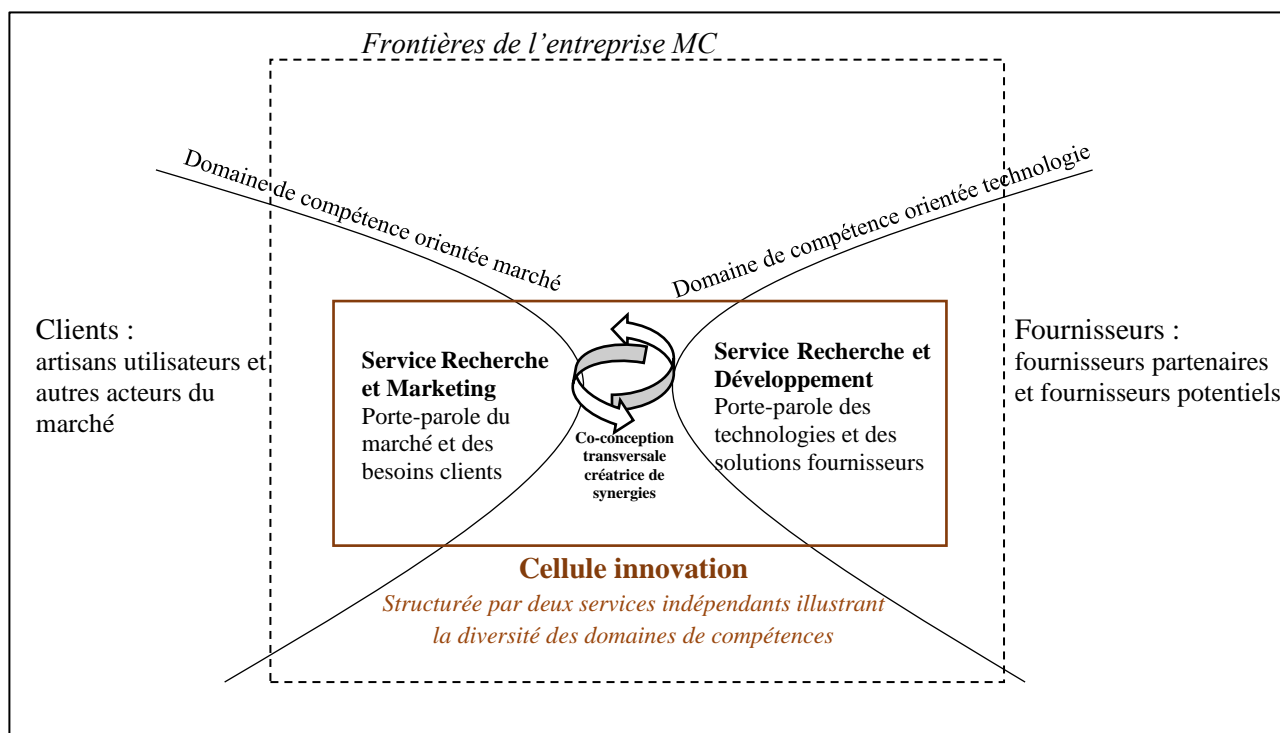 Frontières de l’entreprise MC
Domaine de compétence orientée marché
Domaine de compétence orientée technologie
Clients :
artisans utilisateurs et
autres acteurs du
marché
Service Recherche
et Marketing
Porte-parole du
marché et des
besoins clients
Co-conception
transversale
créatrice de
synergies
Service Recherche et
Développement
Porte-parole des
technologies et des
solutions fournisseurs
Fournisseurs :
fournisseurs partenaires
et fournisseurs potentiels
Cellule innovation
Structurée par deux services indépendants illustrant
la diversité des domaines de compétences